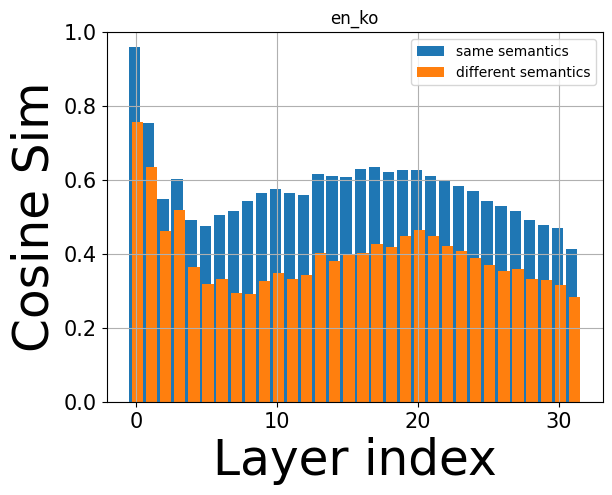 en_ko
same semantics
different semantics
Cosine Sim
1.0
0.8
0.6
0.4
0.2
0.0
0 10 20 30
Layer index